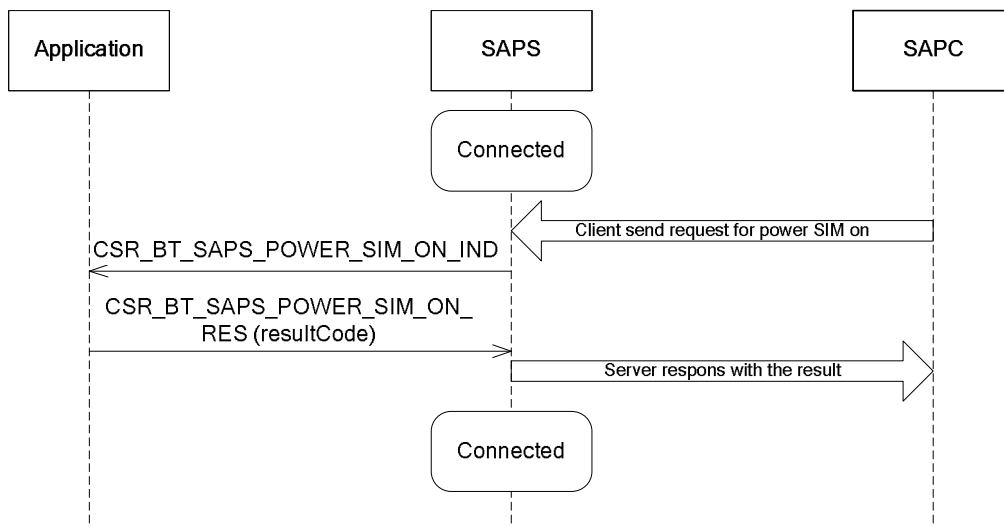 Application
SAPS
SAPC
Connected
Client send request for power SIM on
CSR_BT_SAPS_POWER_SIM_ON_IND
CSR_BT_SAPS_POWER_SIM_ON_
RES (resultCode)
Server respons with the result
Connected